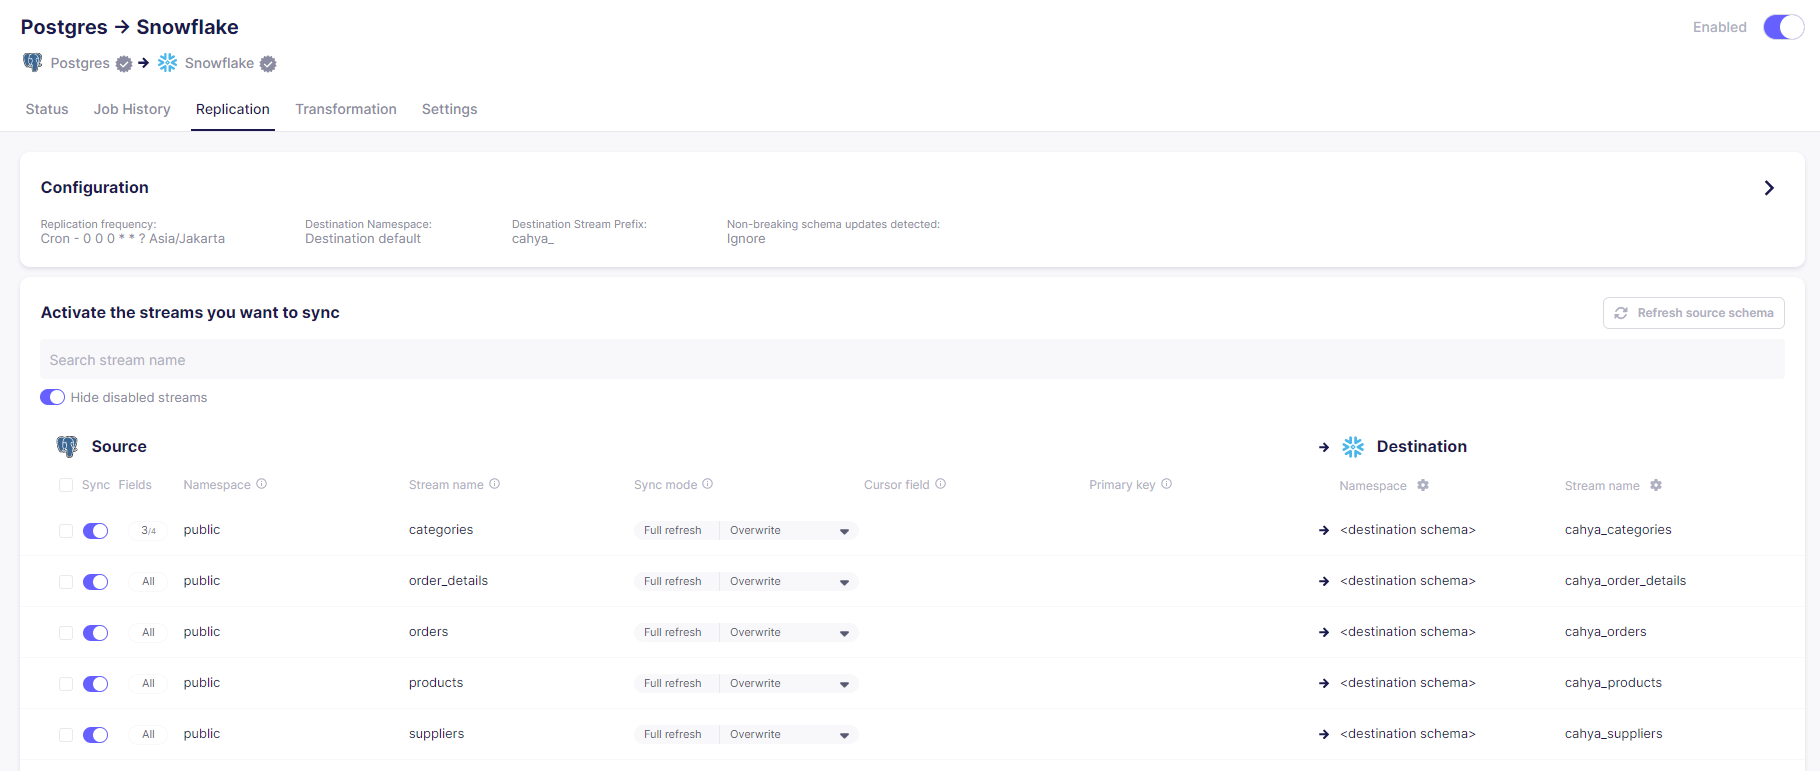 Postgres → Snowflake
Enabled
Postgres → Snowflake
Status Job History Replication Transformation Settings
Configuration
Replication frequency: Destination Namespace: Destination Stream Prefix: Non-breaking schema updates detected:
Cron - 0 0 0 * * ? Asia/Jakarta Destination default cahya_ Ignore
Activate the streams you want to sync
Refresh source schema
Search stream name
Hide disabled streams
Source → Destination
Sync Fields Namespace Stream name Sync mode Cursor field Primary key Namespace Stream name
3/4 public categories Full refresh Overwrite → <destination schema> cahya_categories
All public order_details Full refresh Overwrite → <destination schema> cahya_order_details
All public orders Full refresh Overwrite → <destination schema> cahya_orders
All public products Full refresh Overwrite → <destination schema> cahya_products
All public suppliers Full refresh Overwrite → <destination schema> cahya_suppliers